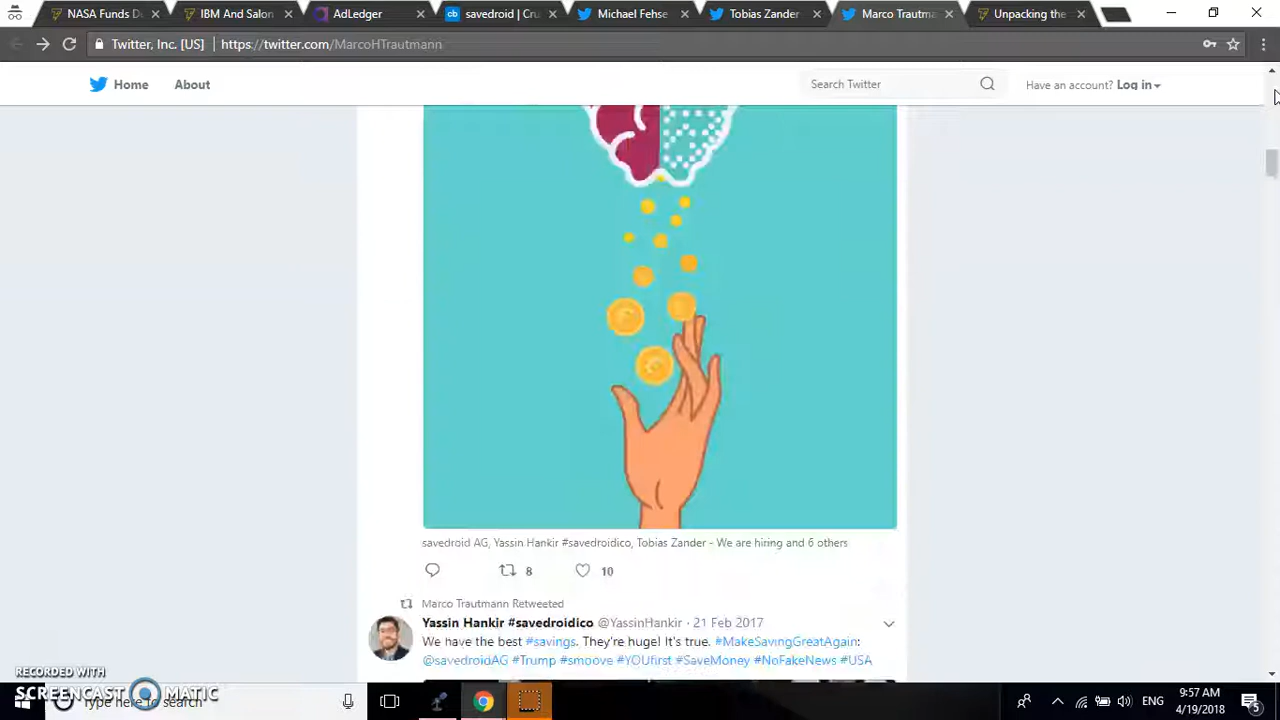 NASA Funds D
IBM And Salon
AdLedger
savedroid | Cru
Michael Fehse
Tobias Zander
Marco Trautma
Unpacking the
Twitter, Inc. [US] | https://twitter.com/MarcoHTrautmann
Home About Search Twitter Have an account? Log in
savedroid AG, Yassin Hankir #savedroidico, Tobias Zander - We are hiring and 6 others
8 10
Marco Trautmann Retweeted
Yassin Hankir #savedroidico @YassinHankir · 21 Feb 2017
We have the best #savings. They're huge! It's true. #MakeSavingGreatAgain:
@savedroidAG #Trump #smoove #YOUfirst #SaveMoney #NoFakeNews #USA
RECORDED WITH
SCREENCAST MATIC
Type here to search
ENG
9:57 AM
4/19/2018
5